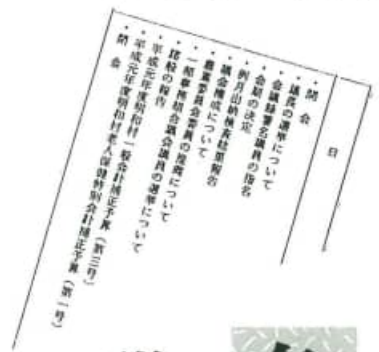 日
・開会
・議長の選挙について
・会議録署名議員の指名
・会期の決定
・例月出納検査結果報告
・議会構成について
・農業委員会委員の推薦について
・一部事務組合議会議員の選挙について
・諸般の報告
・平成元年度明和村一般会計補正予算(第三号)
・平成元年度明和村老人保健特別会計補正予算(第一号)
・閉会